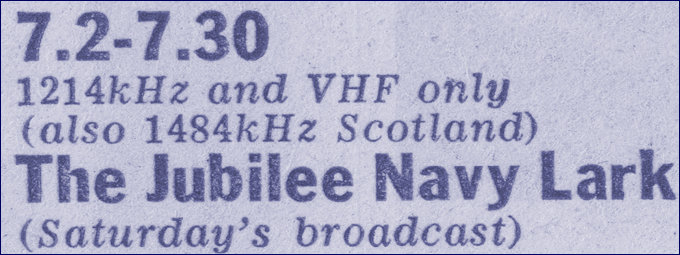 7.2-7.30
1214kHz and VHF only
(also 1484kHz Scotland)
The Jubilee Navy Lark
(Saturday's broadcast)